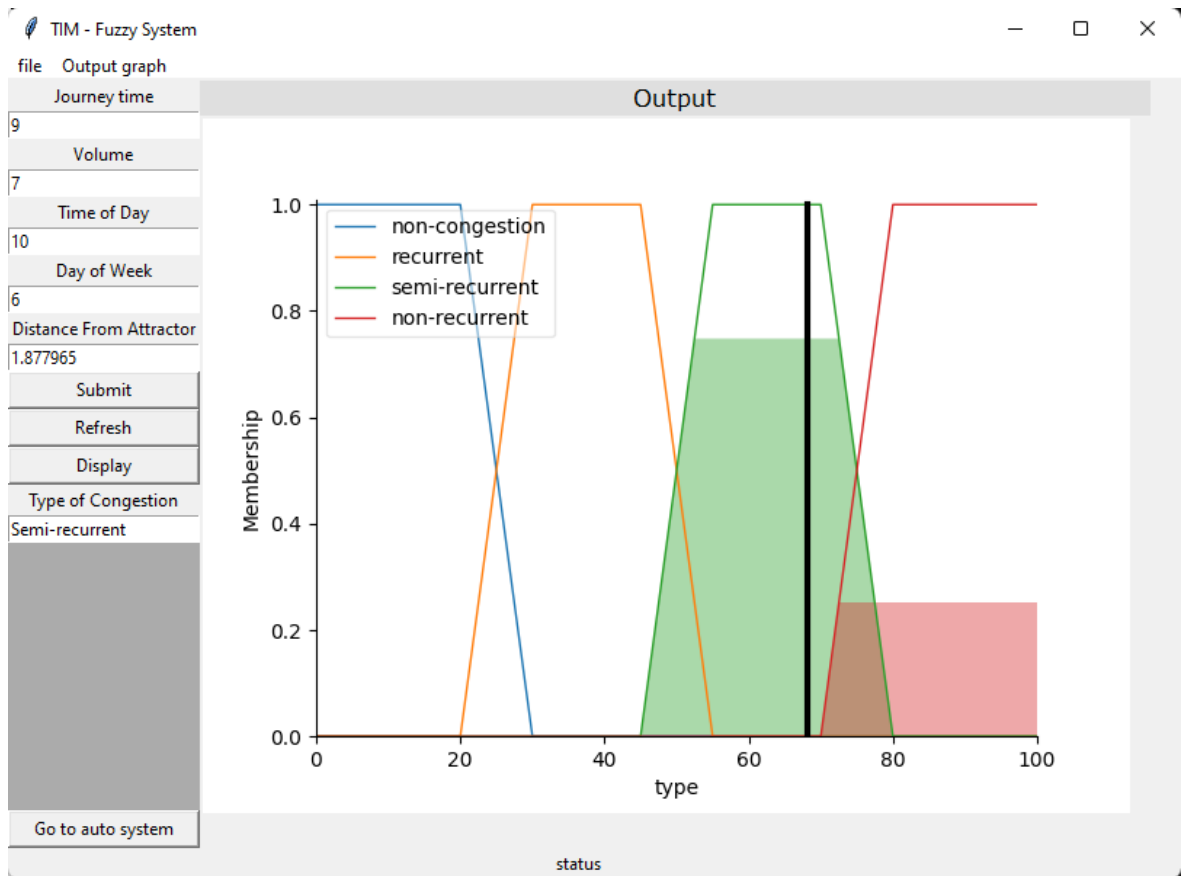 TIM - Fuzzy System
file Output graph
Journey time
9
Volume
7
Time of Day
10
Day of Week
6
Distance From Attractor
1.877965
Submit
Refresh
Display
Type of Congestion
Semi-recurrent
Go to auto system
Output
non-congestion
recurrent
semi-recurrent
non-recurrent
Membership
1.0
0.8
0.6
0.4
0.2
0.0
0 20 40 60 80 100
type
status